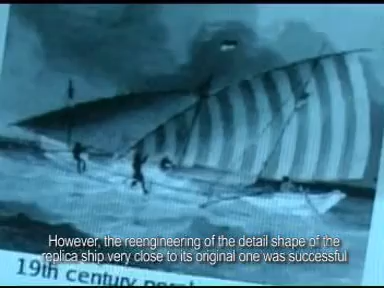 However, the reengineering of the detail shape of the
replica ship very close to its original one was successful
19th century